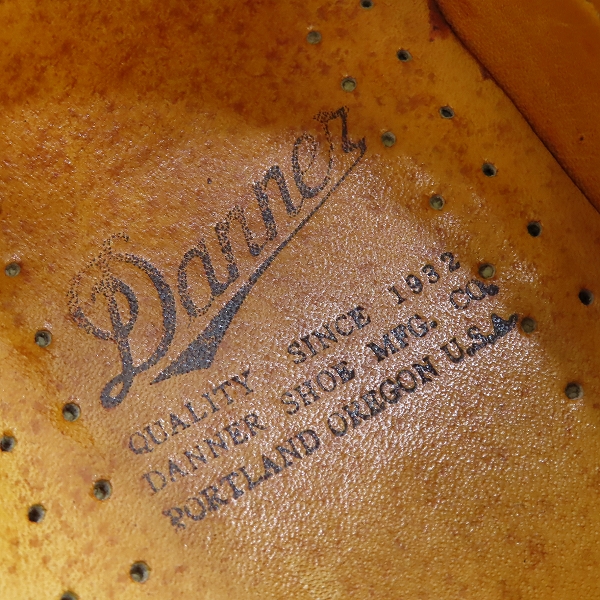 Danner
QUALITY SINCE 1932
DANNER SHOE MFG. CO.
PORTLAND OREGON U.S.A.